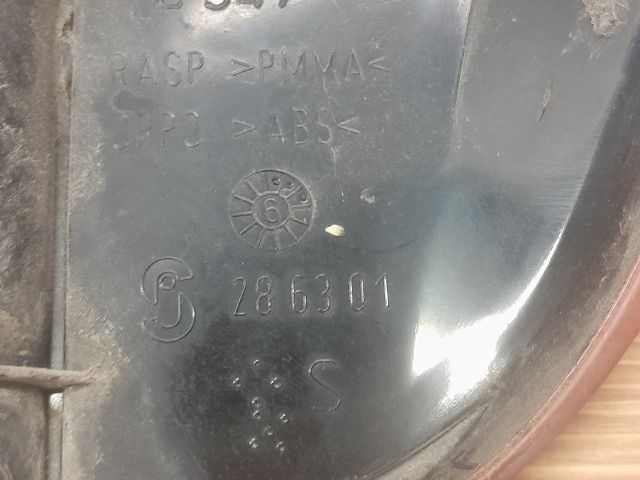 RASP >PMMA<
>ABS<
6
286301
S